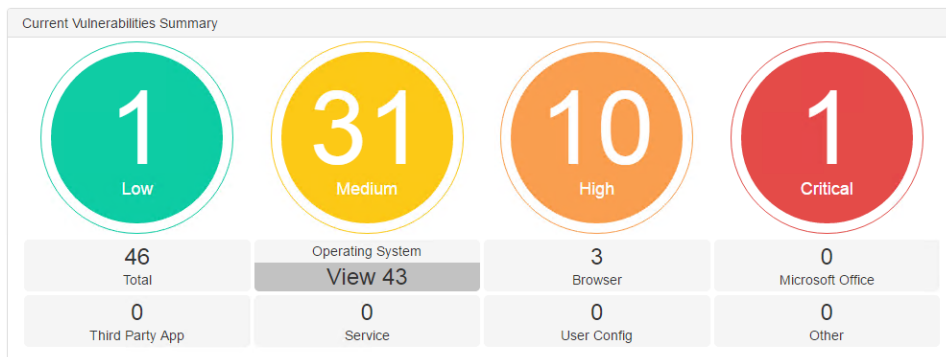 Current Vulnerabilities Summary
1
Low
31
Medium
10
High
1
Critical
46
Total
Operating System
View 43
3
Browser
0
Microsoft Office
0
Third Party App
0
Service
0
User Config
0
Other